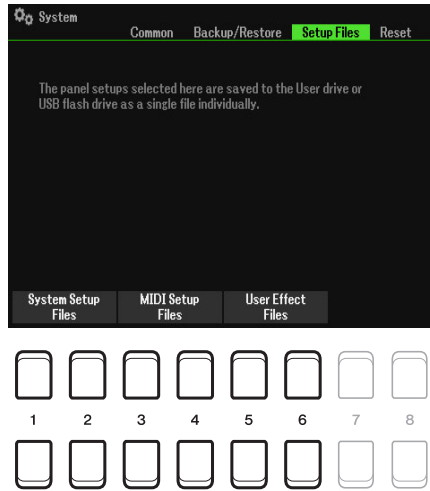 System
Common Backup/Restore Setup Files Reset
The panel setups selected here are saved to the User drive or
USB flash drive as a single file individually.
System Setup Files MIDI Setup Files User Effect Files
1 2 3 4 5 6 7 8